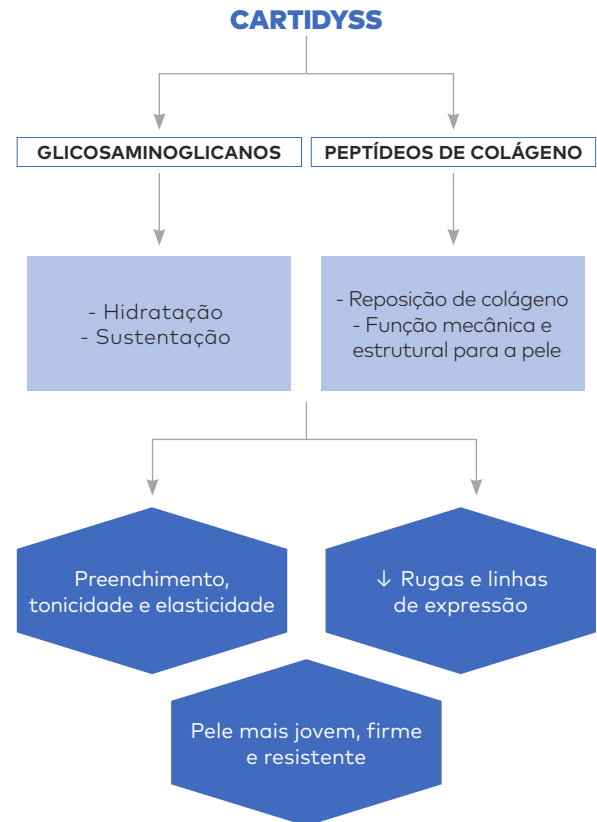 CARTIDYSS
GLICOSAMINOGLICANOS
PEPTÍDEOS DE COLÁGENO
- Hidratação
- Sustentação
- Reposição de colágeno
- Função mecânica e
estrutural para a pele
Preenchimento,
tonicidade e elasticidade
↓ Rugas e linhas
de expressão
Pele mais jovem, firme
e resistente